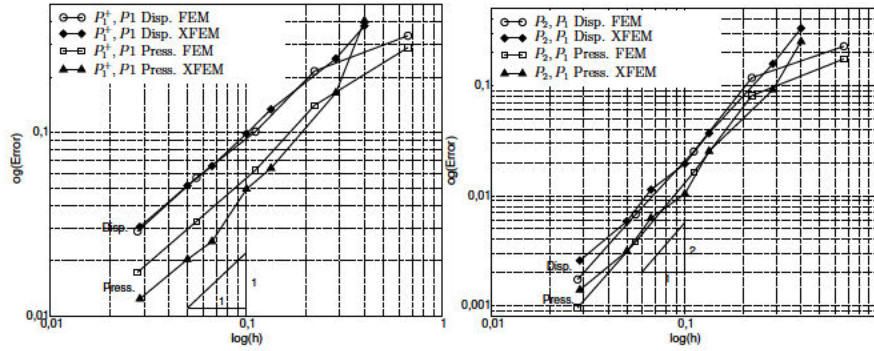 P₁⁺, P1 Disp. FEM
P₁⁺, P1 Disp. XFEM
P₁⁺, P1 Press. FEM
P₁⁺, P1 Press. XFEM
0,1
og(Error)
Disp.
Press.
1
1
0,01
0,01
0,1
1
log(h)
P₂, P₁ Disp. FEM
P₂, P₁ Disp. XFEM
P₂, P₁ Press. FEM
P₂, P₁ Press. XFEM
0,1
og(Error)
0,01
Disp.
2
1
0,001
Press.
0,01
0,1
log(h)